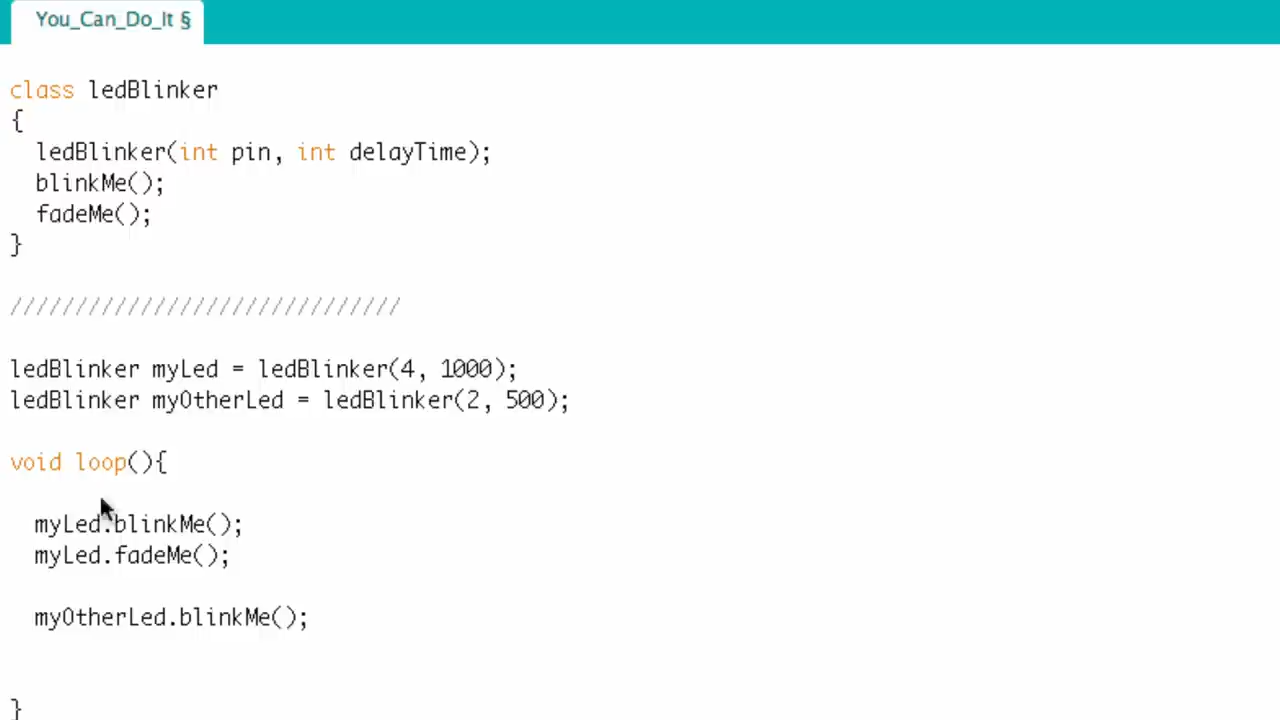 You_Can_Do_It §
class ledBlinker
{
ledBlinker(int pin, int delayTime);
blinkMe();
fadeMe();
}
//////////////////////////////
ledBlinker myLed = ledBlinker(4, 1000);
ledBlinker myOtherLed = ledBlinker(2, 500);
void loop(){
myLed.blinkMe();
myLed.fadeMe();
myOtherLed.blinkMe();
}